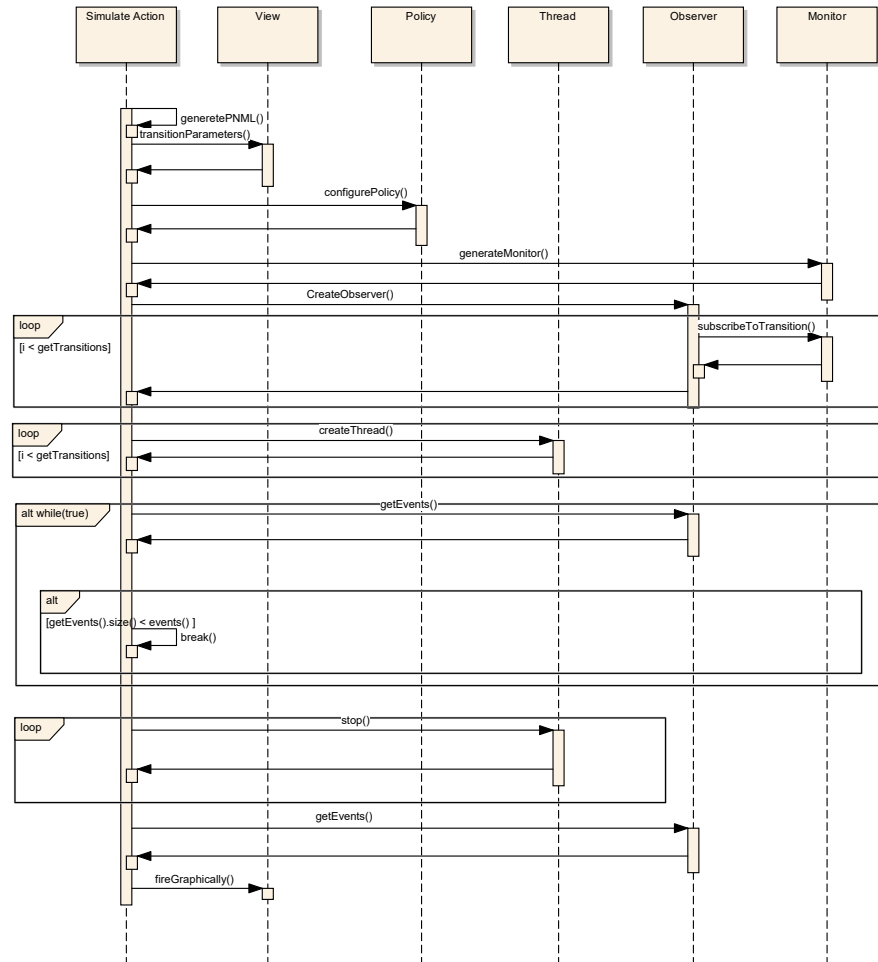 Simulate Action
View
Policy
Thread
Observer
Monitor
generetePNML()
transitionParameters()
configurePolicy()
generateMonitor()
CreateObserver()
loop
subscribeToTransition()
[i < getTransitions]
loop
createThread()
[i < getTransitions]
getEvents()
alt while(true)
alt
[getEvents().size() < events() ]
break()
stop()
loop
getEvents()
fireGraphically()